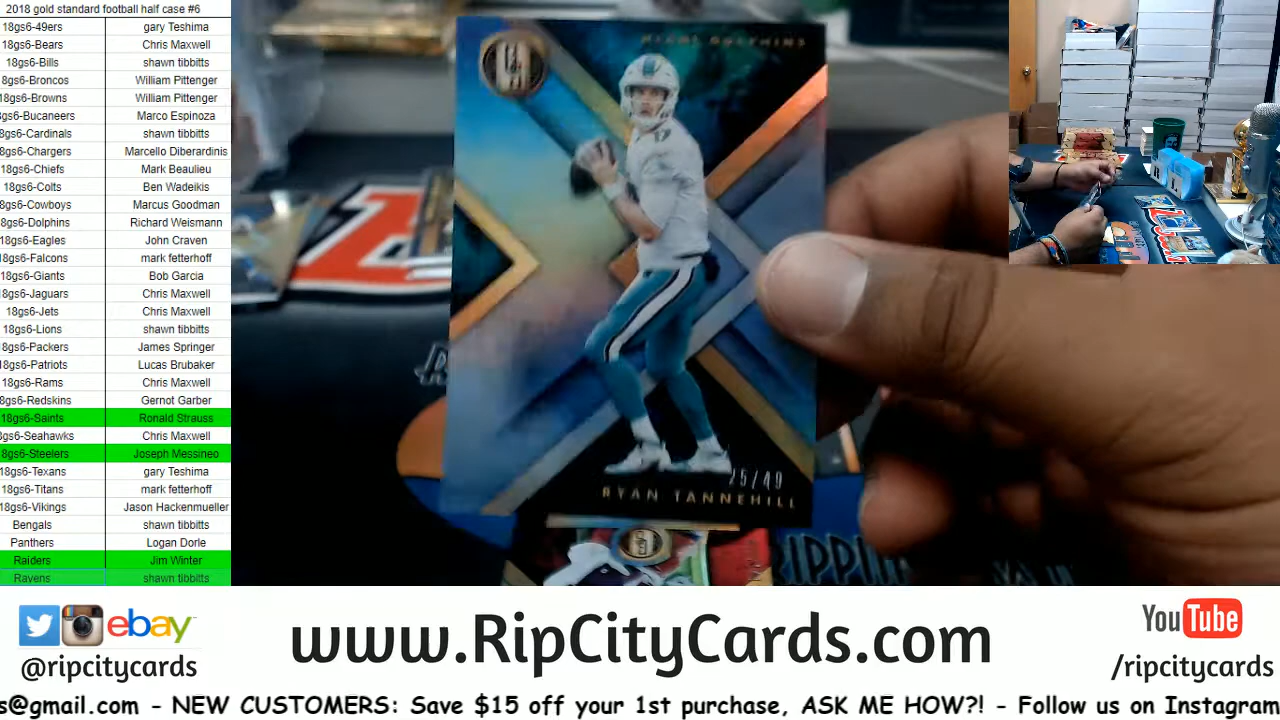 2018 gold standard football half case #6
18gs6-49ers gary Teshima
18gs6-Bears Chris Maxwell
18gs6-Bills shawn tibbitts
8gs6-Broncos William Pittenger
18gs6-Browns William Pittenger
gs6-Bucaneers Marco Espinoza
8gs6-Cardinals shawn tibbitts
8gs6-Chargers Marcello Diberardinis
18gs6-Chiefs Mark Beaulieu
18gs6-Colts Ben Wadeikis
8gs6-Cowboys Marcus Goodman
8gs6-Dolphins Richard Weismann
18gs6-Eagles John Craven
18gs6-Falcons mark fetterhoff
18gs6-Giants Bob Garcia
8gs6-Jaguars Chris Maxwell
18gs6-Jets Chris Maxwell
18gs6-Lions shawn tibbitts
8gs6-Packers James Springer
18gs6-Patriots Lucas Brubaker
18gs6-Rams Chris Maxwell
8gs6-Redskins Gernot Garber
18gs6-Saints Ronald Strauss
gs6-Seahawks Chris Maxwell
8gs6-Steelers Joseph Messineo
18gs6-Texans gary Teshima
18gs6-Titans mark fetterhoff
18gs6-Vikings Jason Hackenmueller
Bengals shawn tibbitts
Panthers Logan Dorle
Raiders Jim Winter
Ravens shawn tibbitts
MIAMI DOLPHINS
17
25/49
RYAN TANNEHILL
ebay
@ripcitycards
www.RipCityCards.com
YouTube
/ripcitycards
s@gmail.com - NEW CUSTOMERS: Save $15 off your 1st purchase, ASK ME HOW?! - Follow us on Instagram